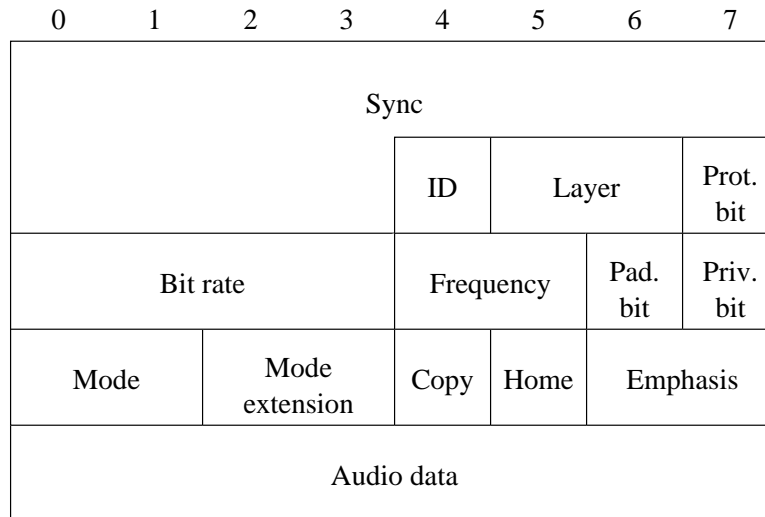 0 1 2 3 4 5 6 7
Sync
ID Layer Prot. bit
Bit rate Frequency Pad. bit Priv. bit
Mode Mode extension Copy Home Emphasis
Audio data